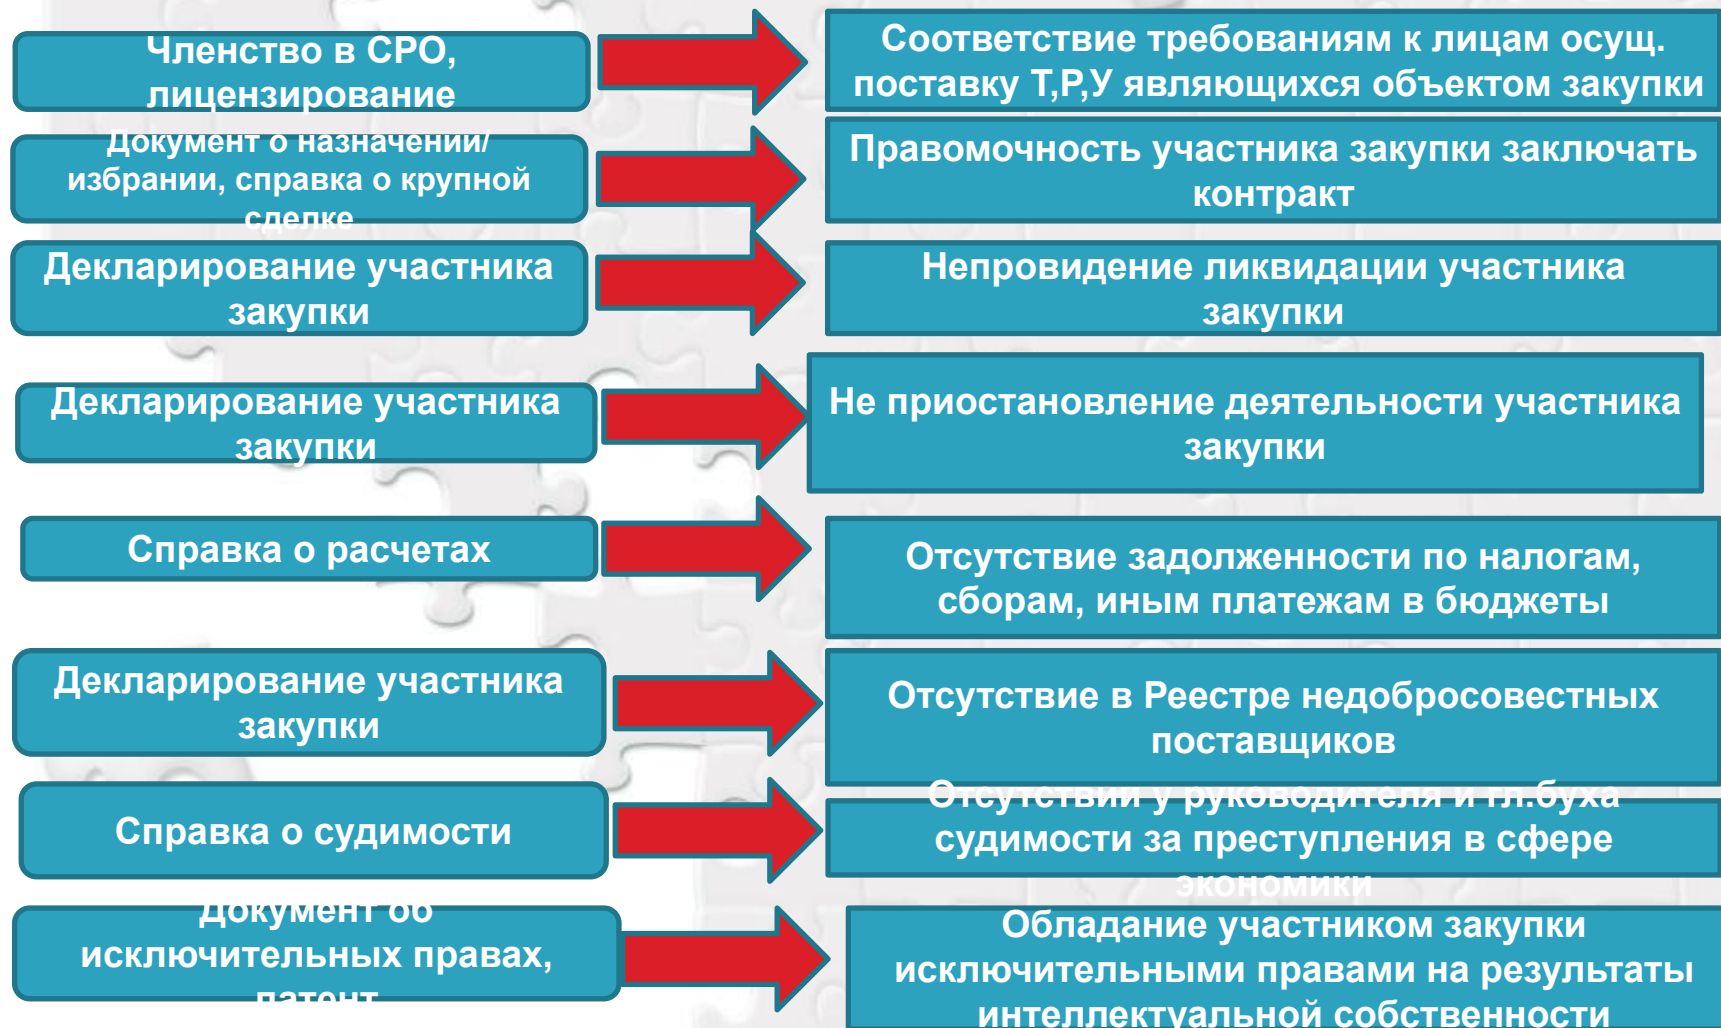 Членство в СРО,
лицензирование
Соответствие требованиям к лицам осущ.
поставку Т,Р,У являющихся объектом закупки
Документ о назначении/
избрании, справка о крупной
сделке
Правомочность участника закупки заключать
контракт
Декларирование участника
закупки
Непровидение ликвидации участника
закупки
Декларирование участника
закупки
Не приостановление деятельности участника
закупки
Справка о расчетах
Отсутствие задолженности по налогам,
сборам, иным платежам в бюджеты
Декларирование участника
закупки
Отсутствие в Реестре недобросовестных
поставщиков
Справка о судимости
Отсутствии у руководителя и гл.буха
судимости за преступления в сфере
экономики
Документ об
исключительных правах,
патент
Обладание участником закупки
исключительными правами на результаты
интеллектуальной собственности